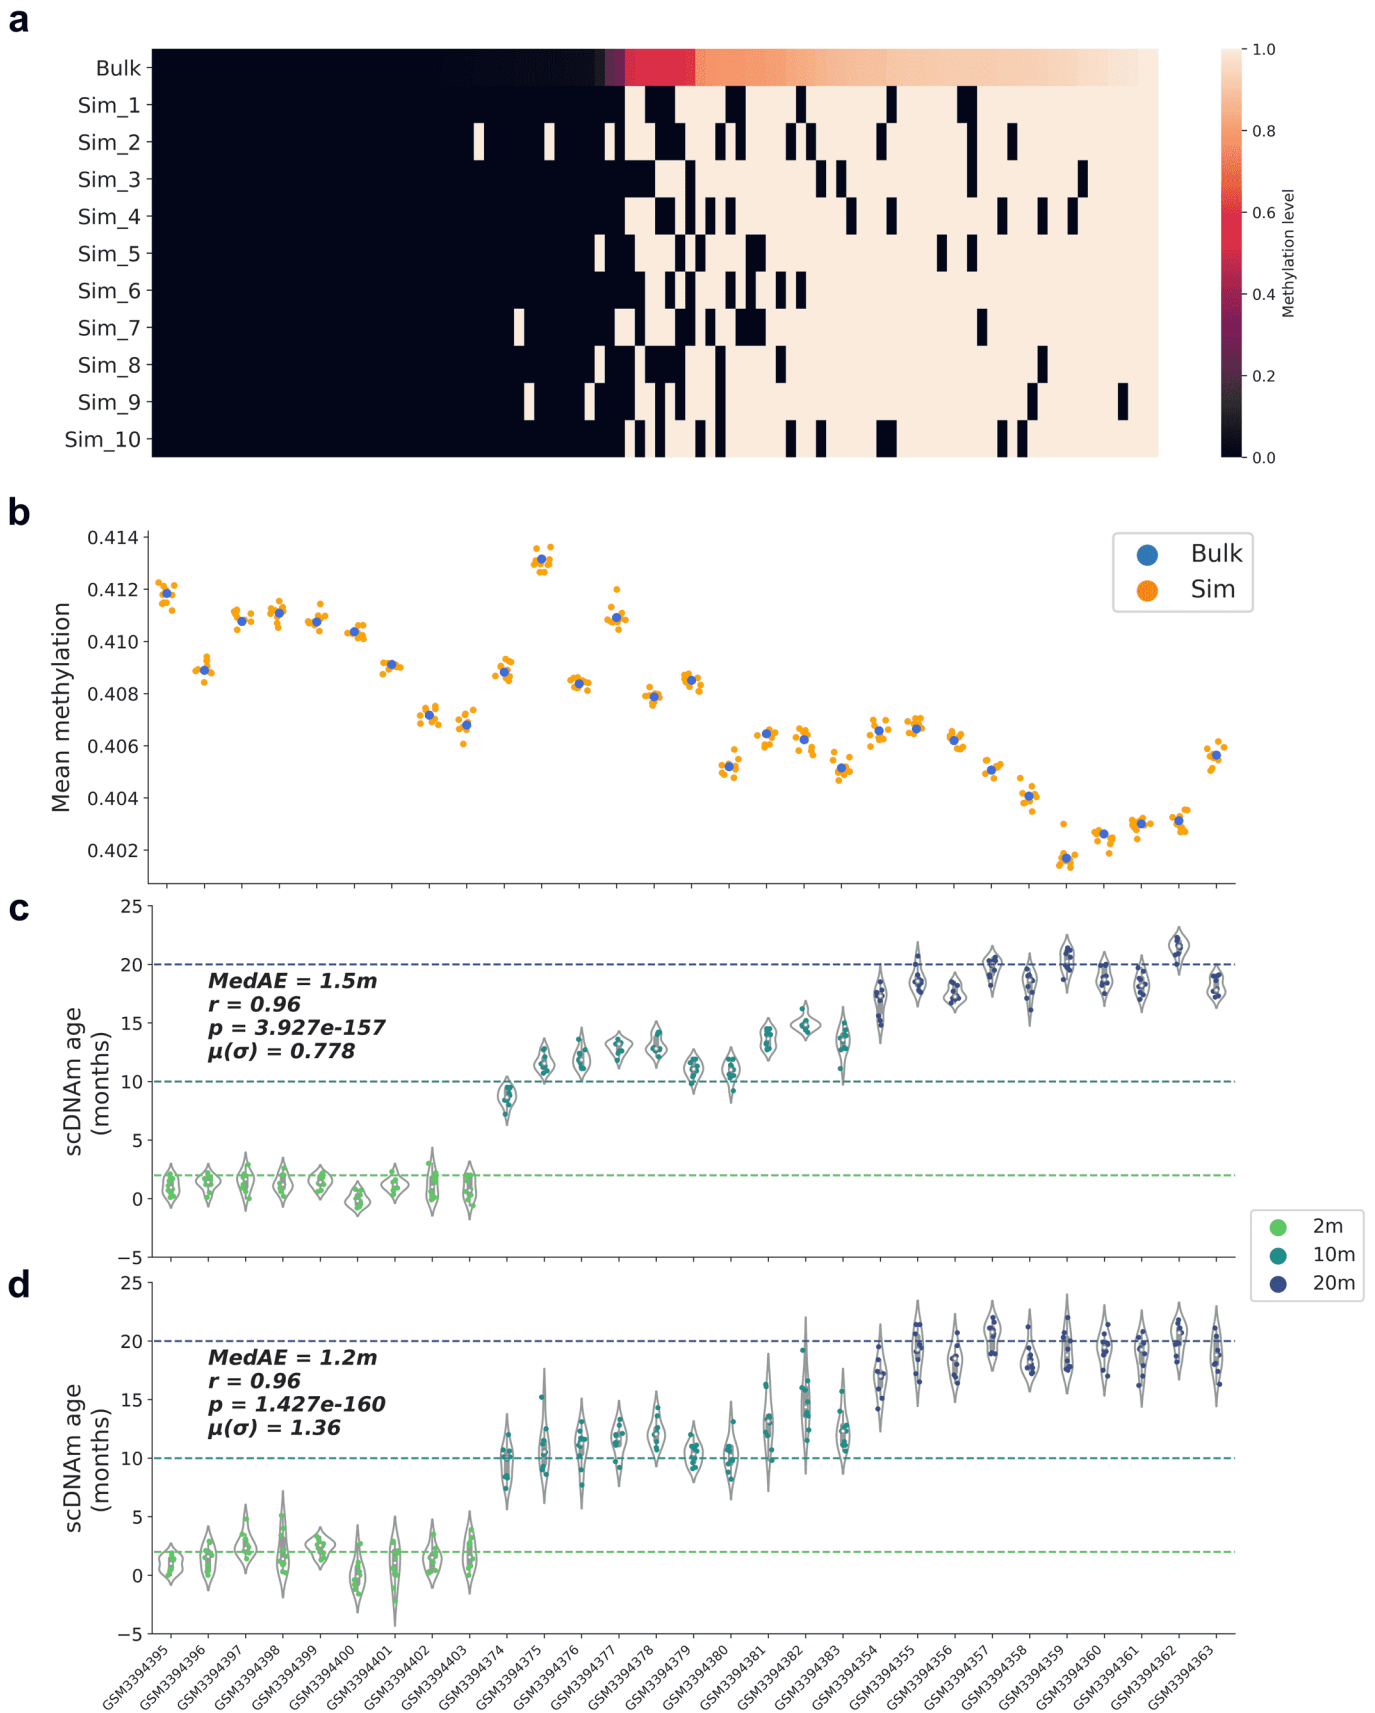 a
Bulk
Sim_1
Sim_2
Sim_3
Sim_4
Sim_5
Sim_6
Sim_7
Sim_8
Sim_9
Sim_10
1.0
0.8
0.6
0.4
0.2
0.0
Methylation level
b
0.414
0.412
0.410
0.408
0.406
0.404
0.402
Mean methylation
Bulk
Sim
c
25
20
15
10
5
0
−5
scDNAm age
(months)
MedAE = 1.5m
r = 0.96
p = 3.927e-157
μ(σ) = 0.778
2m
10m
20m
d
25
20
15
10
5
0
−5
scDNAm age
(months)
MedAE = 1.2m
r = 0.96
p = 1.427e-160
μ(σ) = 1.36
GSM3394395
GSM3394396
GSM3394397
GSM3394398
GSM3394399
GSM3394400
GSM3394401
GSM3394402
GSM3394403
GSM3394374
GSM3394375
GSM3394376
GSM3394377
GSM3394378
GSM3394379
GSM3394380
GSM3394381
GSM3394382
GSM3394383
GSM3394354
GSM3394355
GSM3394356
GSM3394357
GSM3394358
GSM3394359
GSM3394360
GSM3394361
GSM3394362
GSM3394363